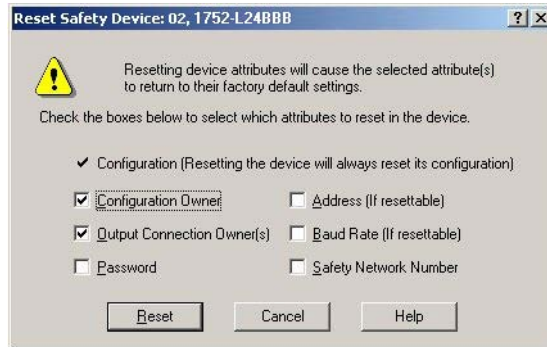 Reset Safety Device: 02, 1752-L24BBB
Resetting device attributes will cause the selected attribute(s)
to return to their factory default settings.
Check the boxes below to select which attributes to reset in the device.
Configuration (Resetting the device will always reset its configuration)
Configuration Owner
Address (If resettable)
Output Connection Owner(s)
Baud Rate (If resettable)
Password
Safety Network Number
Reset
Cancel
Help